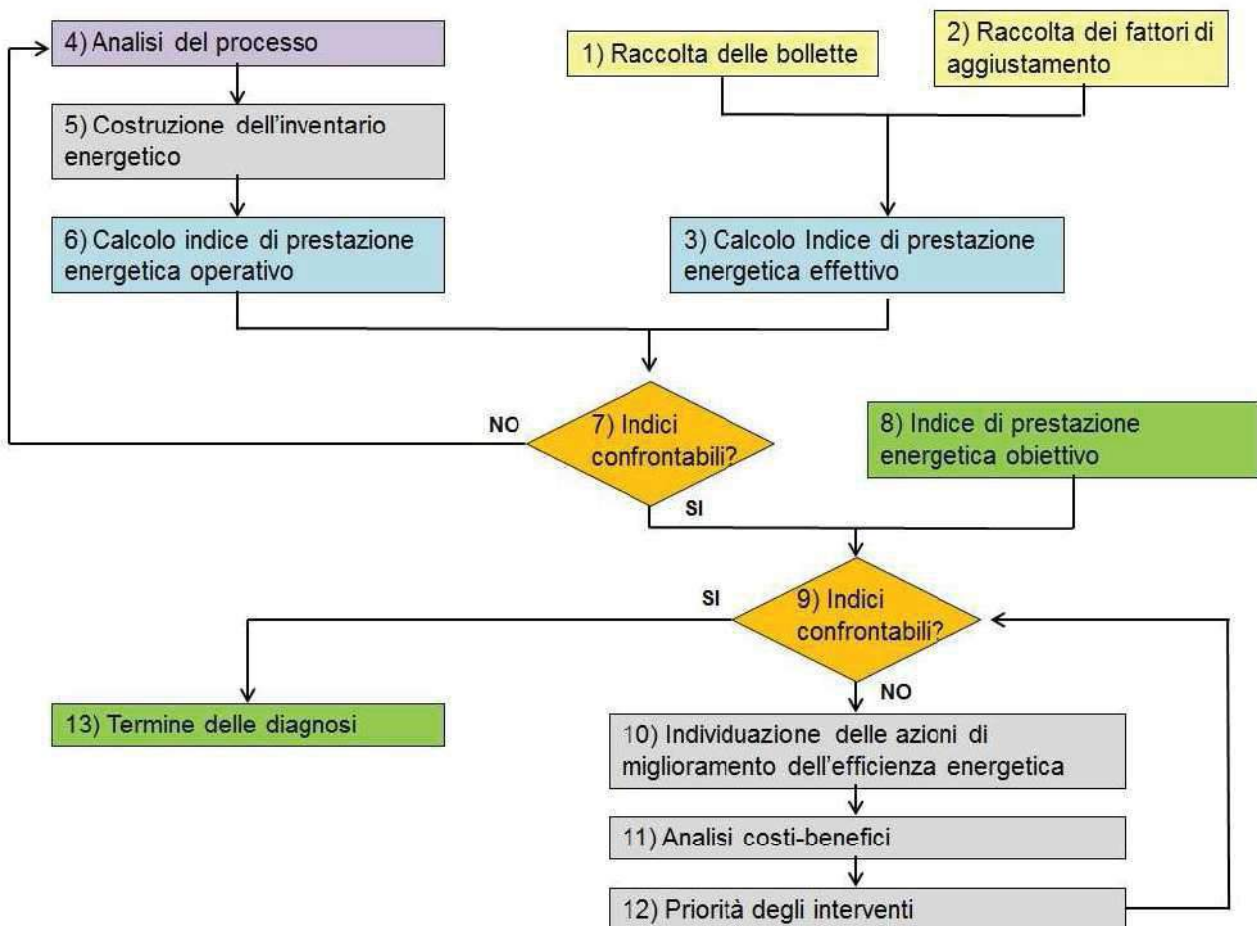 4) Analisi del processo
1) Raccolta delle bollette
2) Raccolta dei fattori di
aggiustamento
5) Costruzione dell'inventario
energetico
6) Calcolo indice di prestazione
energetica operativo
3) Calcolo Indice di prestazione
energetica effettivo
NO
7) Indici
confrontabili?
SI
8) Indice di prestazione
energetica obiettivo
SI
9) Indici
confrontabili?
NO
13) Termine delle diagnosi
10) Individuazione delle azioni di
miglioramento dell'efficienza energetica
11) Analisi costi-benefici
12) Priorità degli interventi